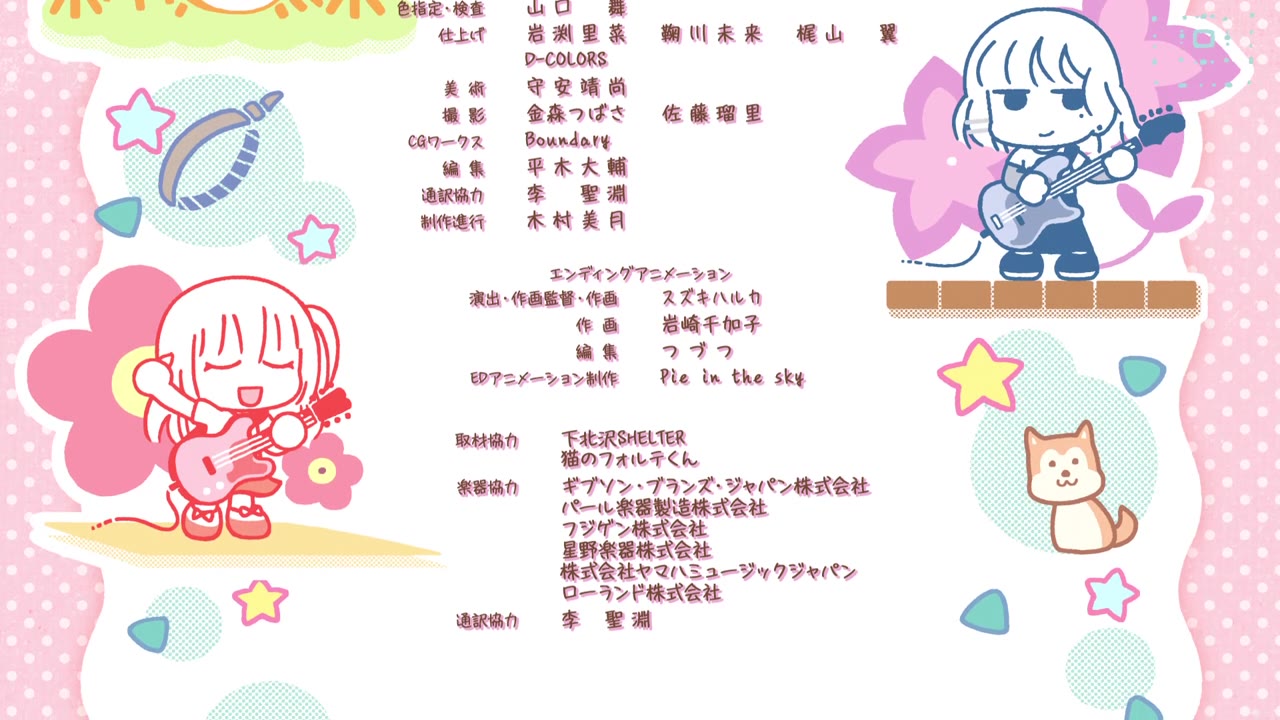 色指定・検査 山口 舞
仕上げ 岩渕里菜 鞠川未来 梶山 翼
D-COLORS
美術 守安靖尚
撮影 金森つばさ 佐藤瑠里
CGワークス Boundary
編集 平木大輔
通訳協力 李 聖淵
制作進行 木村美月
エンディングアニメーション
演出・作画監督・作画 スズキハルカ
作画 岩崎千加子
編集 つづつ
EDアニメーション制作 Pie in the sky
取材協力 下北沢SHELTER
猫のフォルテくん
楽器協力 ギブソン・ブランズ・ジャパン株式会社
パール楽器製造株式会社
フジゲン株式会社
星野楽器株式会社
株式会社ヤマハミュージックジャパン
ローランド株式会社
通訳協力 李 聖淵